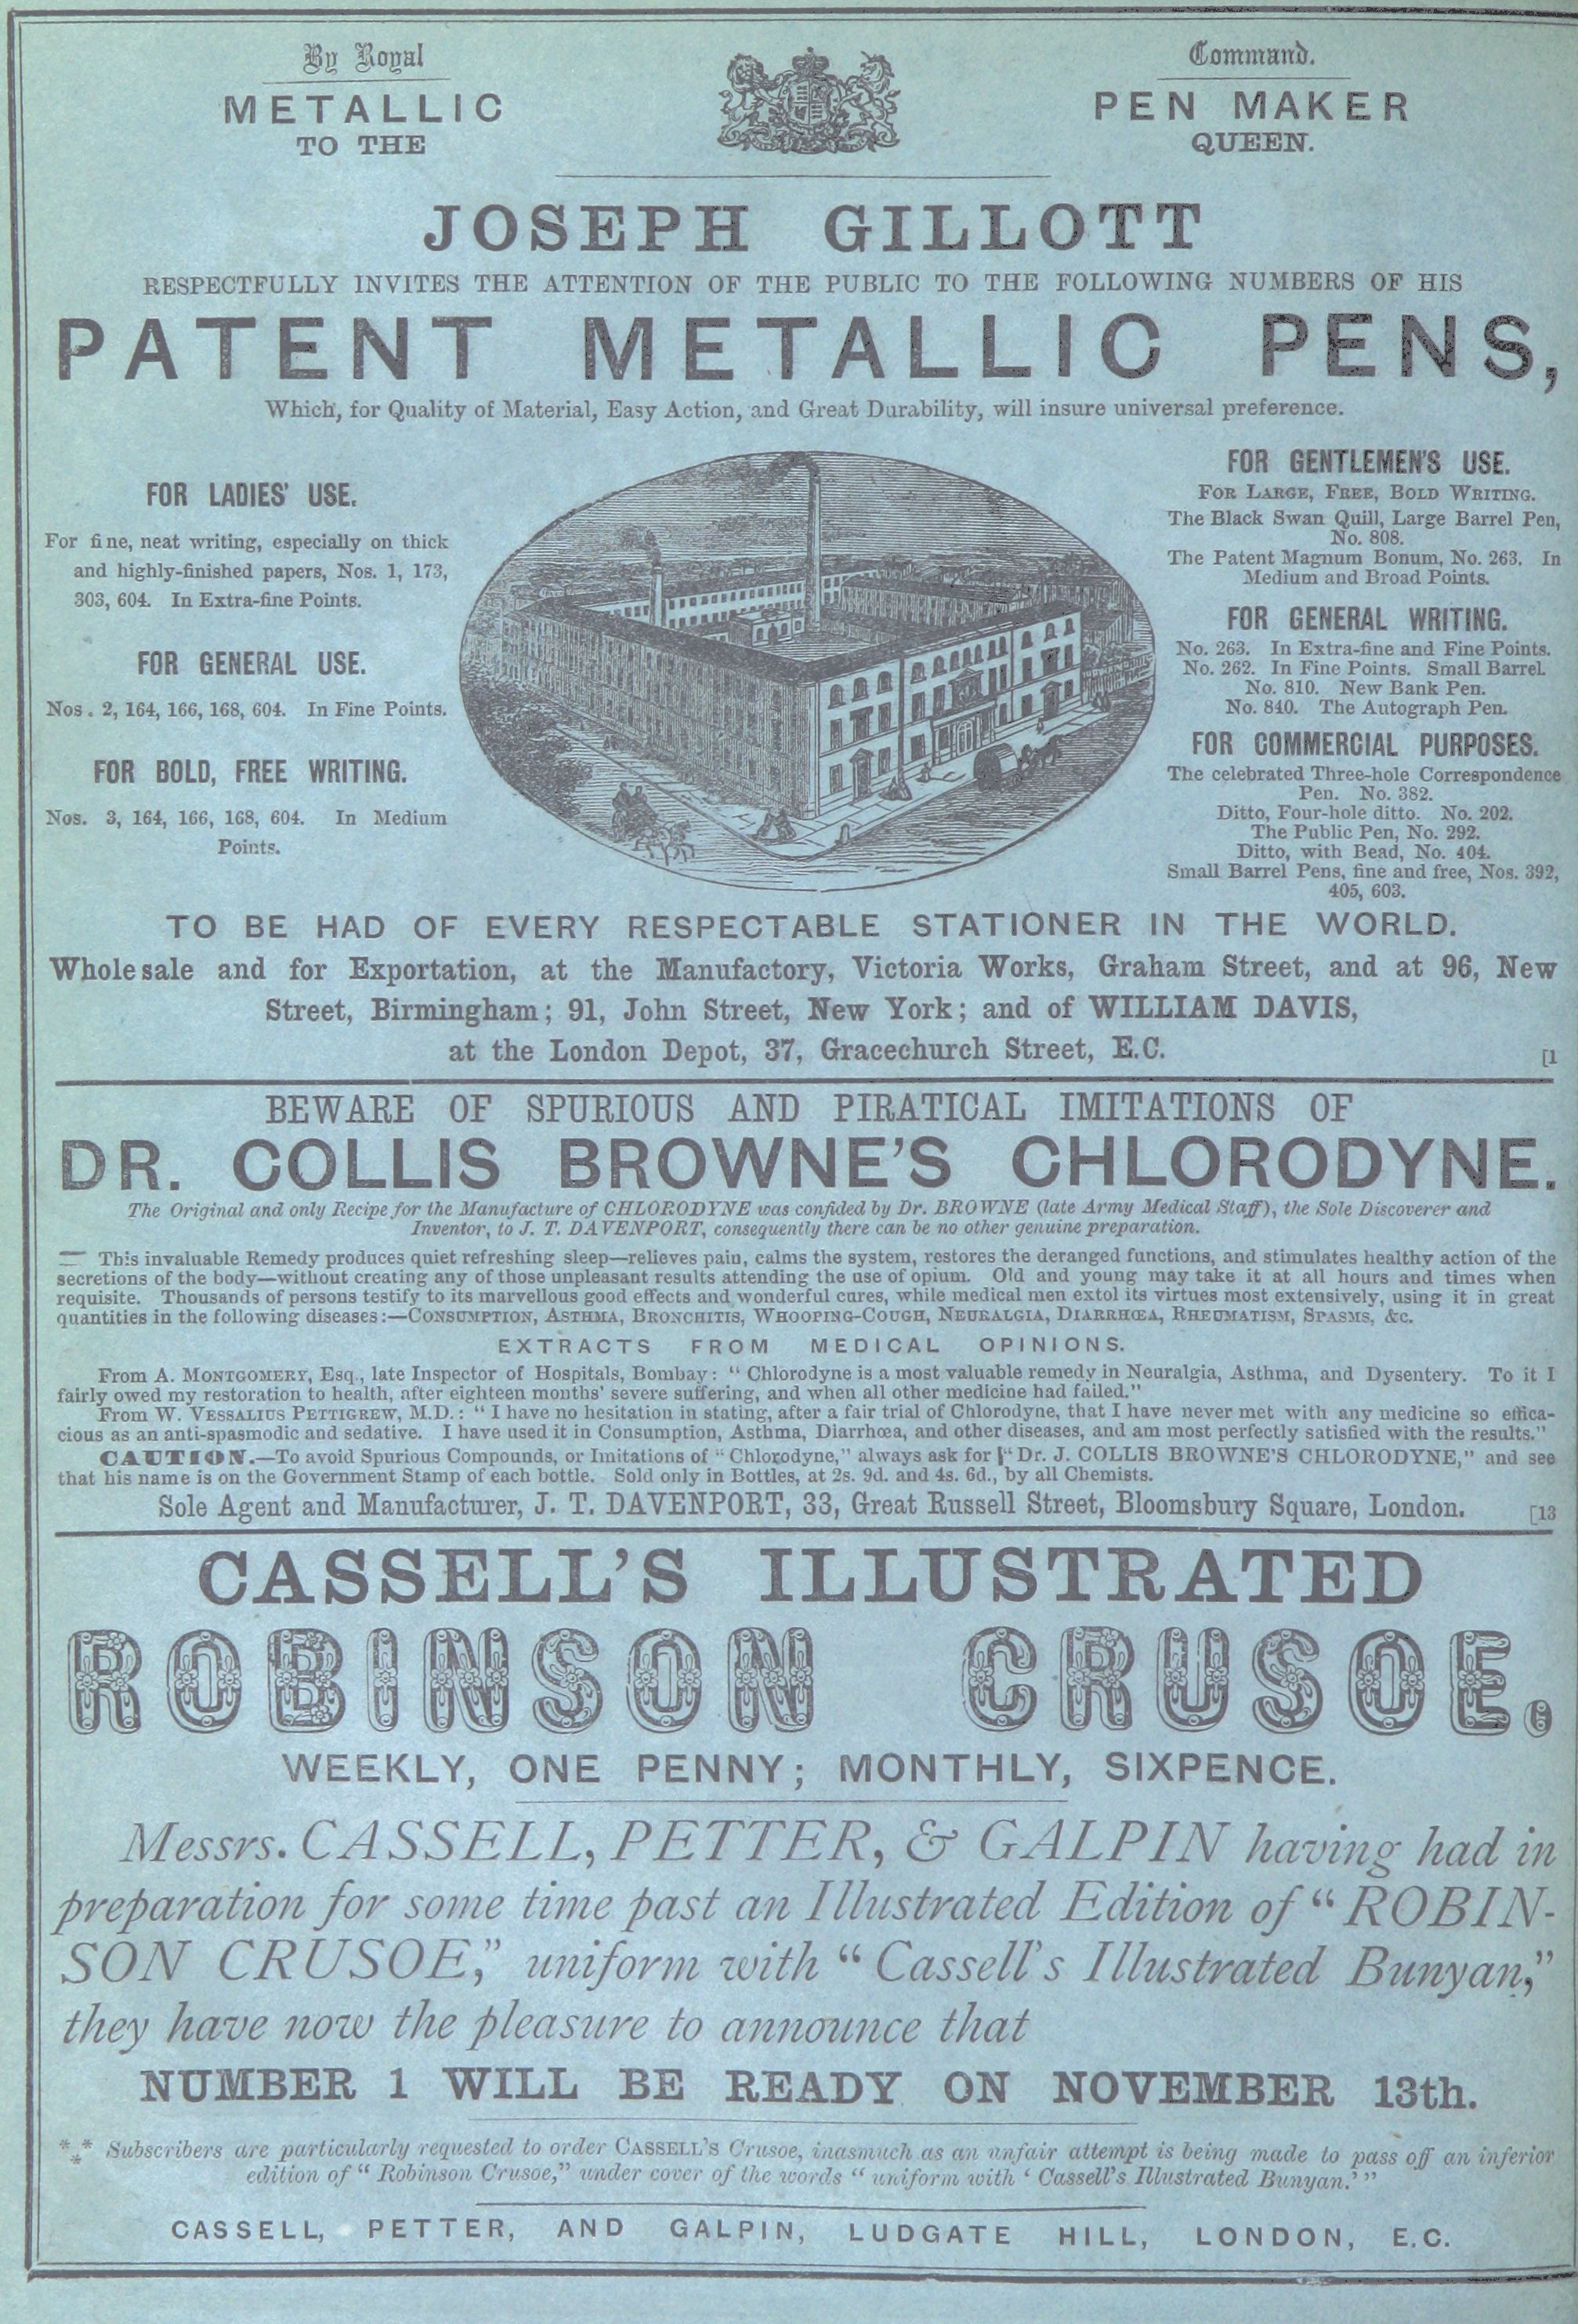 By Royal
Command.
METALLIC
PEN MAKER
TO THE
QUEEN.
JOSEPH GILLOTT
RESPECTFULLY INVITES THE ATTENTION OF THE PUBLIC TO THE FOLLOWING NUMBERS OF HIS
PATENT METALLIC PENS,
Which, for Quality of Material, Easy Action, and Great Durability, will insure universal preference.
FOR LADIES' USE.
For fine, neat writing, especially on thick
and highly-finished papers, Nos. 1, 173,
303, 604. In Extra-fine Points.
FOR GENERAL USE.
Nos. 2, 164, 166, 168, 604. In Fine Points.
FOR BOLD, FREE WRITING.
Nos. 3, 164, 166, 168, 604. In Medium
Points.
FOR GENTLEMEN'S USE.
FOR LARGE, FREE, BOLD WRITING.
The Black Swan Quill, Large Barrel Pen,
No. 808.
The Patent Magnum Bonum, No. 263. In
Medium and Broad Points.
FOR GENERAL WRITING.
No. 263. In Extra-fine and Fine Points.
No. 262. In Fine Points. Small Barrel.
No. 810. New Bank Pen.
No. 840. The Autograph Pen.
FOR COMMERCIAL PURPOSES.
The celebrated Three-hole Correspondence
Pen. No. 382.
Ditto, Four-hole ditto. No. 202.
The Public Pen, No. 292.
Ditto, with Bead, No. 404.
Small Barrel Pens, fine and free, Nos. 392,
405, 603.
TO BE HAD OF EVERY RESPECTABLE STATIONER IN THE WORLD.
Wholesale and for Exportation, at the Manufactory, Victoria Works, Graham Street, and at 96, New
Street, Birmingham; 91, John Street, New York; and of WILLIAM DAVIS,
at the London Depot, 37, Gracechurch Street, E.C. [1
BEWARE OF SPURIOUS AND PIRATICAL IMITATIONS OF
DR. COLLIS BROWNE'S CHLORODYNE.
The Original and only Recipe for the Manufacture of CHLORODYNE was confided by Dr. BROWNE (late Army Medical Staff), the Sole Discoverer and
Inventor, to J. T. DAVENPORT, consequently there can be no other genuine preparation.
This invaluable Remedy produces quiet refreshing sleep—relieves pain, calms the system, restores the deranged functions, and stimulates healthy action of the
secretions of the body—without creating any of those unpleasant results attending the use of opium. Old and young may take it at all hours and times when
requisite. Thousands of persons testify to its marvellous good effects and wonderful cures, while medical men extol its virtues most extensively, using it in great
quantities in the following diseases:—CONSUMPTION, ASTHMA, BRONCHITIS, WHOOPING-COUGH, NEURALGIA, DIARRHŒA, RHEUMATISM, SPASMS, &c.
EXTRACTS FROM MEDICAL OPINIONS.
From A. MONTGOMERY, Esq., late Inspector of Hospitals, Bombay: "Chlorodyne is a most valuable remedy in Neuralgia, Asthma, and Dysentery. To it I
fairly owed my restoration to health, after eighteen months' severe suffering, and when all other medicine had failed."
From W. VESSALIUS PETTIGREW, M.D.: "I have no hesitation in stating, after a fair trial of Chlorodyne, that I have never met with any medicine so effica-
cious as an anti-spasmodic and sedative. I have used it in Consumption, Asthma, Diarrhœa, and other diseases, and am most perfectly satisfied with the results."
CAUTION.—To avoid Spurious Compounds, or Imitations of "Chlorodyne," always ask for "Dr. J. COLLIS BROWNE'S CHLORODYNE," and see
that his name is on the Government Stamp of each bottle. Sold only in Bottles, at 2s. 9d. and 4s. 6d., by all Chemists.
Sole Agent and Manufacturer, J. T. DAVENPORT, 33, Great Russell Street, Bloomsbury Square, London. [13
CASSELL'S ILLUSTRATED
ROBINSON CRUSOE.
WEEKLY, ONE PENNY; MONTHLY, SIXPENCE.
Messrs. CASSELL, PETTER, & GALPIN having had in
preparation for some time past an Illustrated Edition of "ROBIN-
SON CRUSOE," uniform with "Cassell's Illustrated Bunyan,"
they have now the pleasure to announce that
NUMBER 1 WILL BE READY ON NOVEMBER 13th.
*** Subscribers are particularly requested to order CASSELL'S Crusoe, inasmuch as an unfair attempt is being made to pass off an inferior
edition of "Robinson Crusoe," under cover of the words "uniform with 'Cassell's Illustrated Bunyan.'"
CASSELL, PETTER, AND GALPIN, LUDGATE HILL, LONDON, E.C.